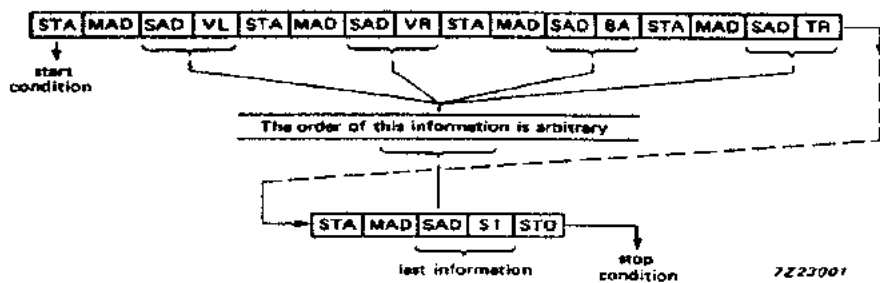 STA MAD SAD VL STA MAD SAD VR STA MAD SAD BA STA MAD SAD TR
start
condition
The order of this information is arbitrary
STA MAD SAD S1 STO
last information
stop
condition
7Z23001